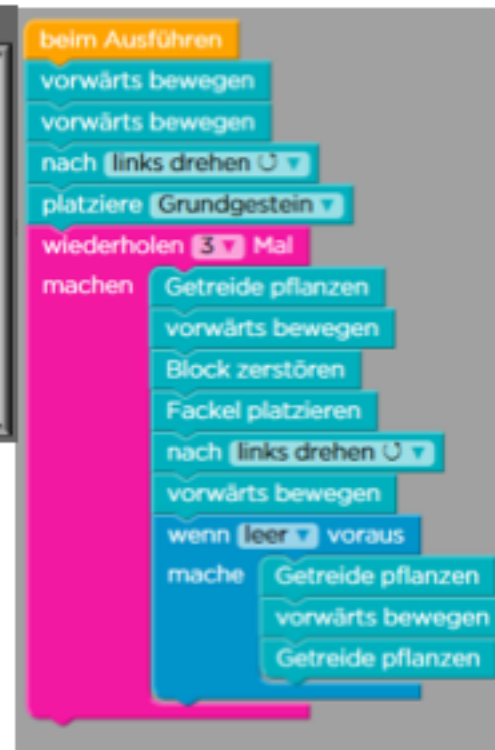 beim Ausführen
vorwärts bewegen
vorwärts bewegen
nach links drehen ↺ ▼
platziere Grundgestein ▼
wiederholen 3 ▼ Mal
machen Getreide pflanzen
vorwärts bewegen
Block zerstören
Fackel platzieren
nach links drehen ↺ ▼
vorwärts bewegen
wenn leer ▼ voraus
mache Getreide pflanzen
vorwärts bewegen
Getreide pflanzen